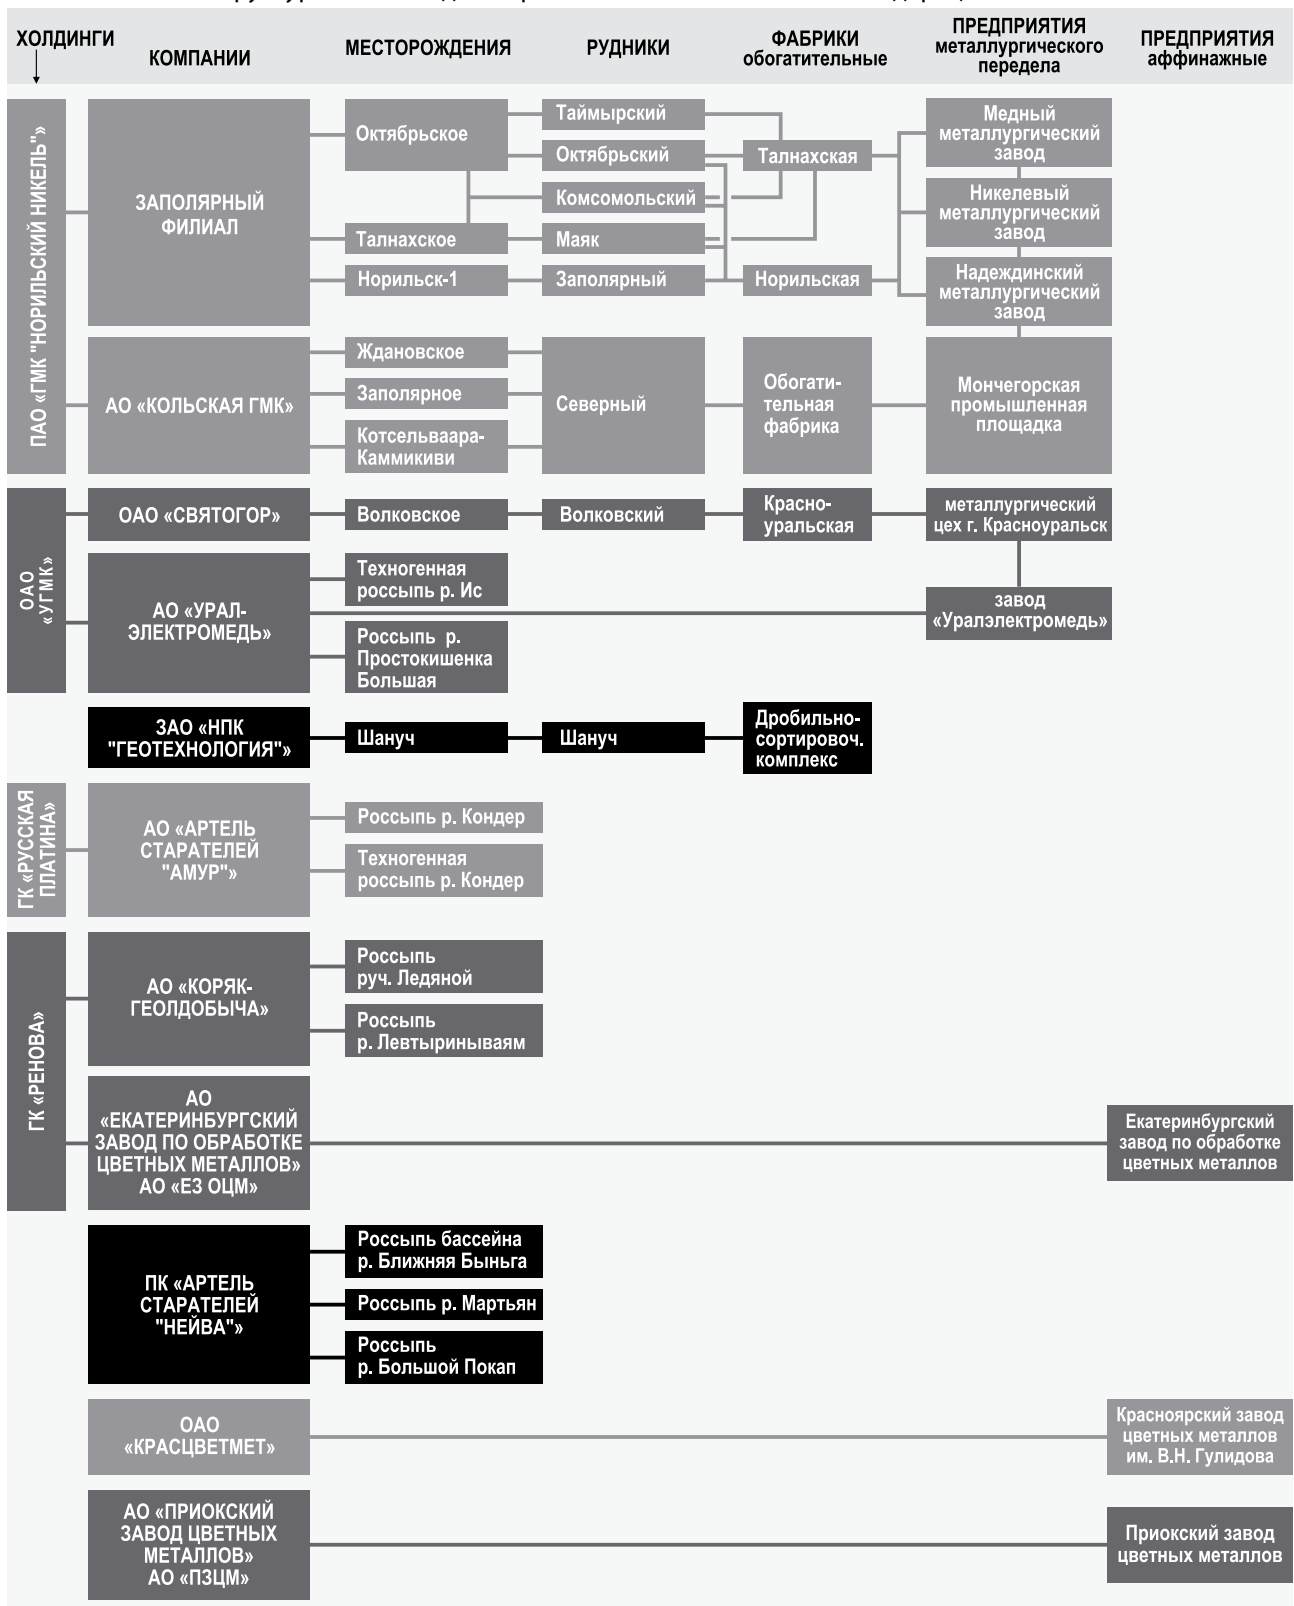 ХОЛДИНГИ
КОМПАНИИ
МЕСТОРОЖДЕНИЯ
РУДНИКИ
ФАБРИКИ
обогатительные
ПРЕДПРИЯТИЯ
металлургического
передела
ПРЕДПРИЯТИЯ
аффинажные
ПАО «ГМК "НОРИЛЬСКИЙ НИКЕЛЬ"»
ЗАПОЛЯРНЫЙ
ФИЛИАЛ
Октябрьское
Талнахское
Норильск-1
Таймырский
Октябрьский
Комсомольский
Маяк
Заполярный
Талнахская
Норильская
Медный
металлургический
завод
Никелевый
металлургический
завод
Надеждинский
металлургический
завод
АО «КОЛЬСКАЯ ГМК»
Ждановское
Заполярное
Котсельваара-
Каммикиви
Северный
Обогати-
тельная
фабрика
Мончегорская
промышленная
площадка
ОАО
«УГМК»
ОАО «СВЯТОГОР»
Волковское
Волковский
Красно-
уральская
металлургический
цех г. Красноуральск
АО «УРАЛ-
ЭЛЕКТРОМЕДЬ»
Техногенная
россыпь р. Ис
Россыпь р.
Простокишенка
Большая
завод
«Уралэлектромедь»
ЗАО «НПК
"ГЕОТЕХНОЛОГИЯ"»
Шануч
Шануч
Дробильно-
сортировоч.
комплекс
ГК «РУССКАЯ
ПЛАТИНА»
АО «АРТЕЛЬ
СТАРАТЕЛЕЙ
"АМУР"»
Россыпь р. Кондер
Техногенная
россыпь р. Кондер
ГК «РЕНОВА»
АО «КОРЯК-
ГЕОЛДОБЫЧА»
Россыпь
руч. Ледяной
Россыпь
р. Левтыринываям
АО
«ЕКАТЕРИНБУРГСКИЙ
ЗАВОД ПО ОБРАБОТКЕ
ЦВЕТНЫХ МЕТАЛЛОВ»
АО «ЕЗ ОЦМ»
Екатеринбургский
завод по обработке
цветных металлов
ПК «АРТЕЛЬ
СТАРАТЕЛЕЙ
"НЕЙВА"»
Россыпь бассейна
р. Ближняя Быньга
Россыпь р. Мартьян
Россыпь
р. Большой Покап
ОАО
«КРАСЦВЕТМЕТ»
Красноярский завод
цветных металлов
им. В.Н. Гулидова
АО «ПРИОКСКИЙ
ЗАВОД ЦВЕТНЫХ
МЕТАЛЛОВ»
АО «ПЗЦМ»
Приокский завод
цветных металлов